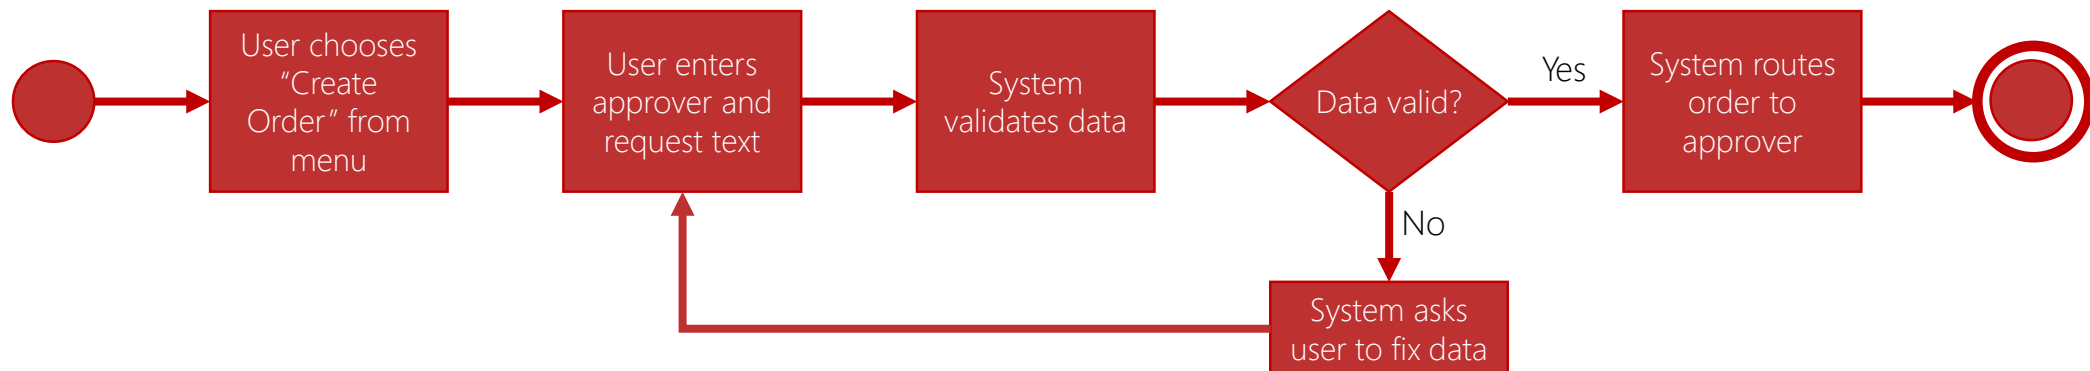 User chooses
“Create
Order” from
menu
User enters
approver and
request text
System
validates data
Data valid?
Yes
System routes
order to
approver
No
System asks
user to fix data